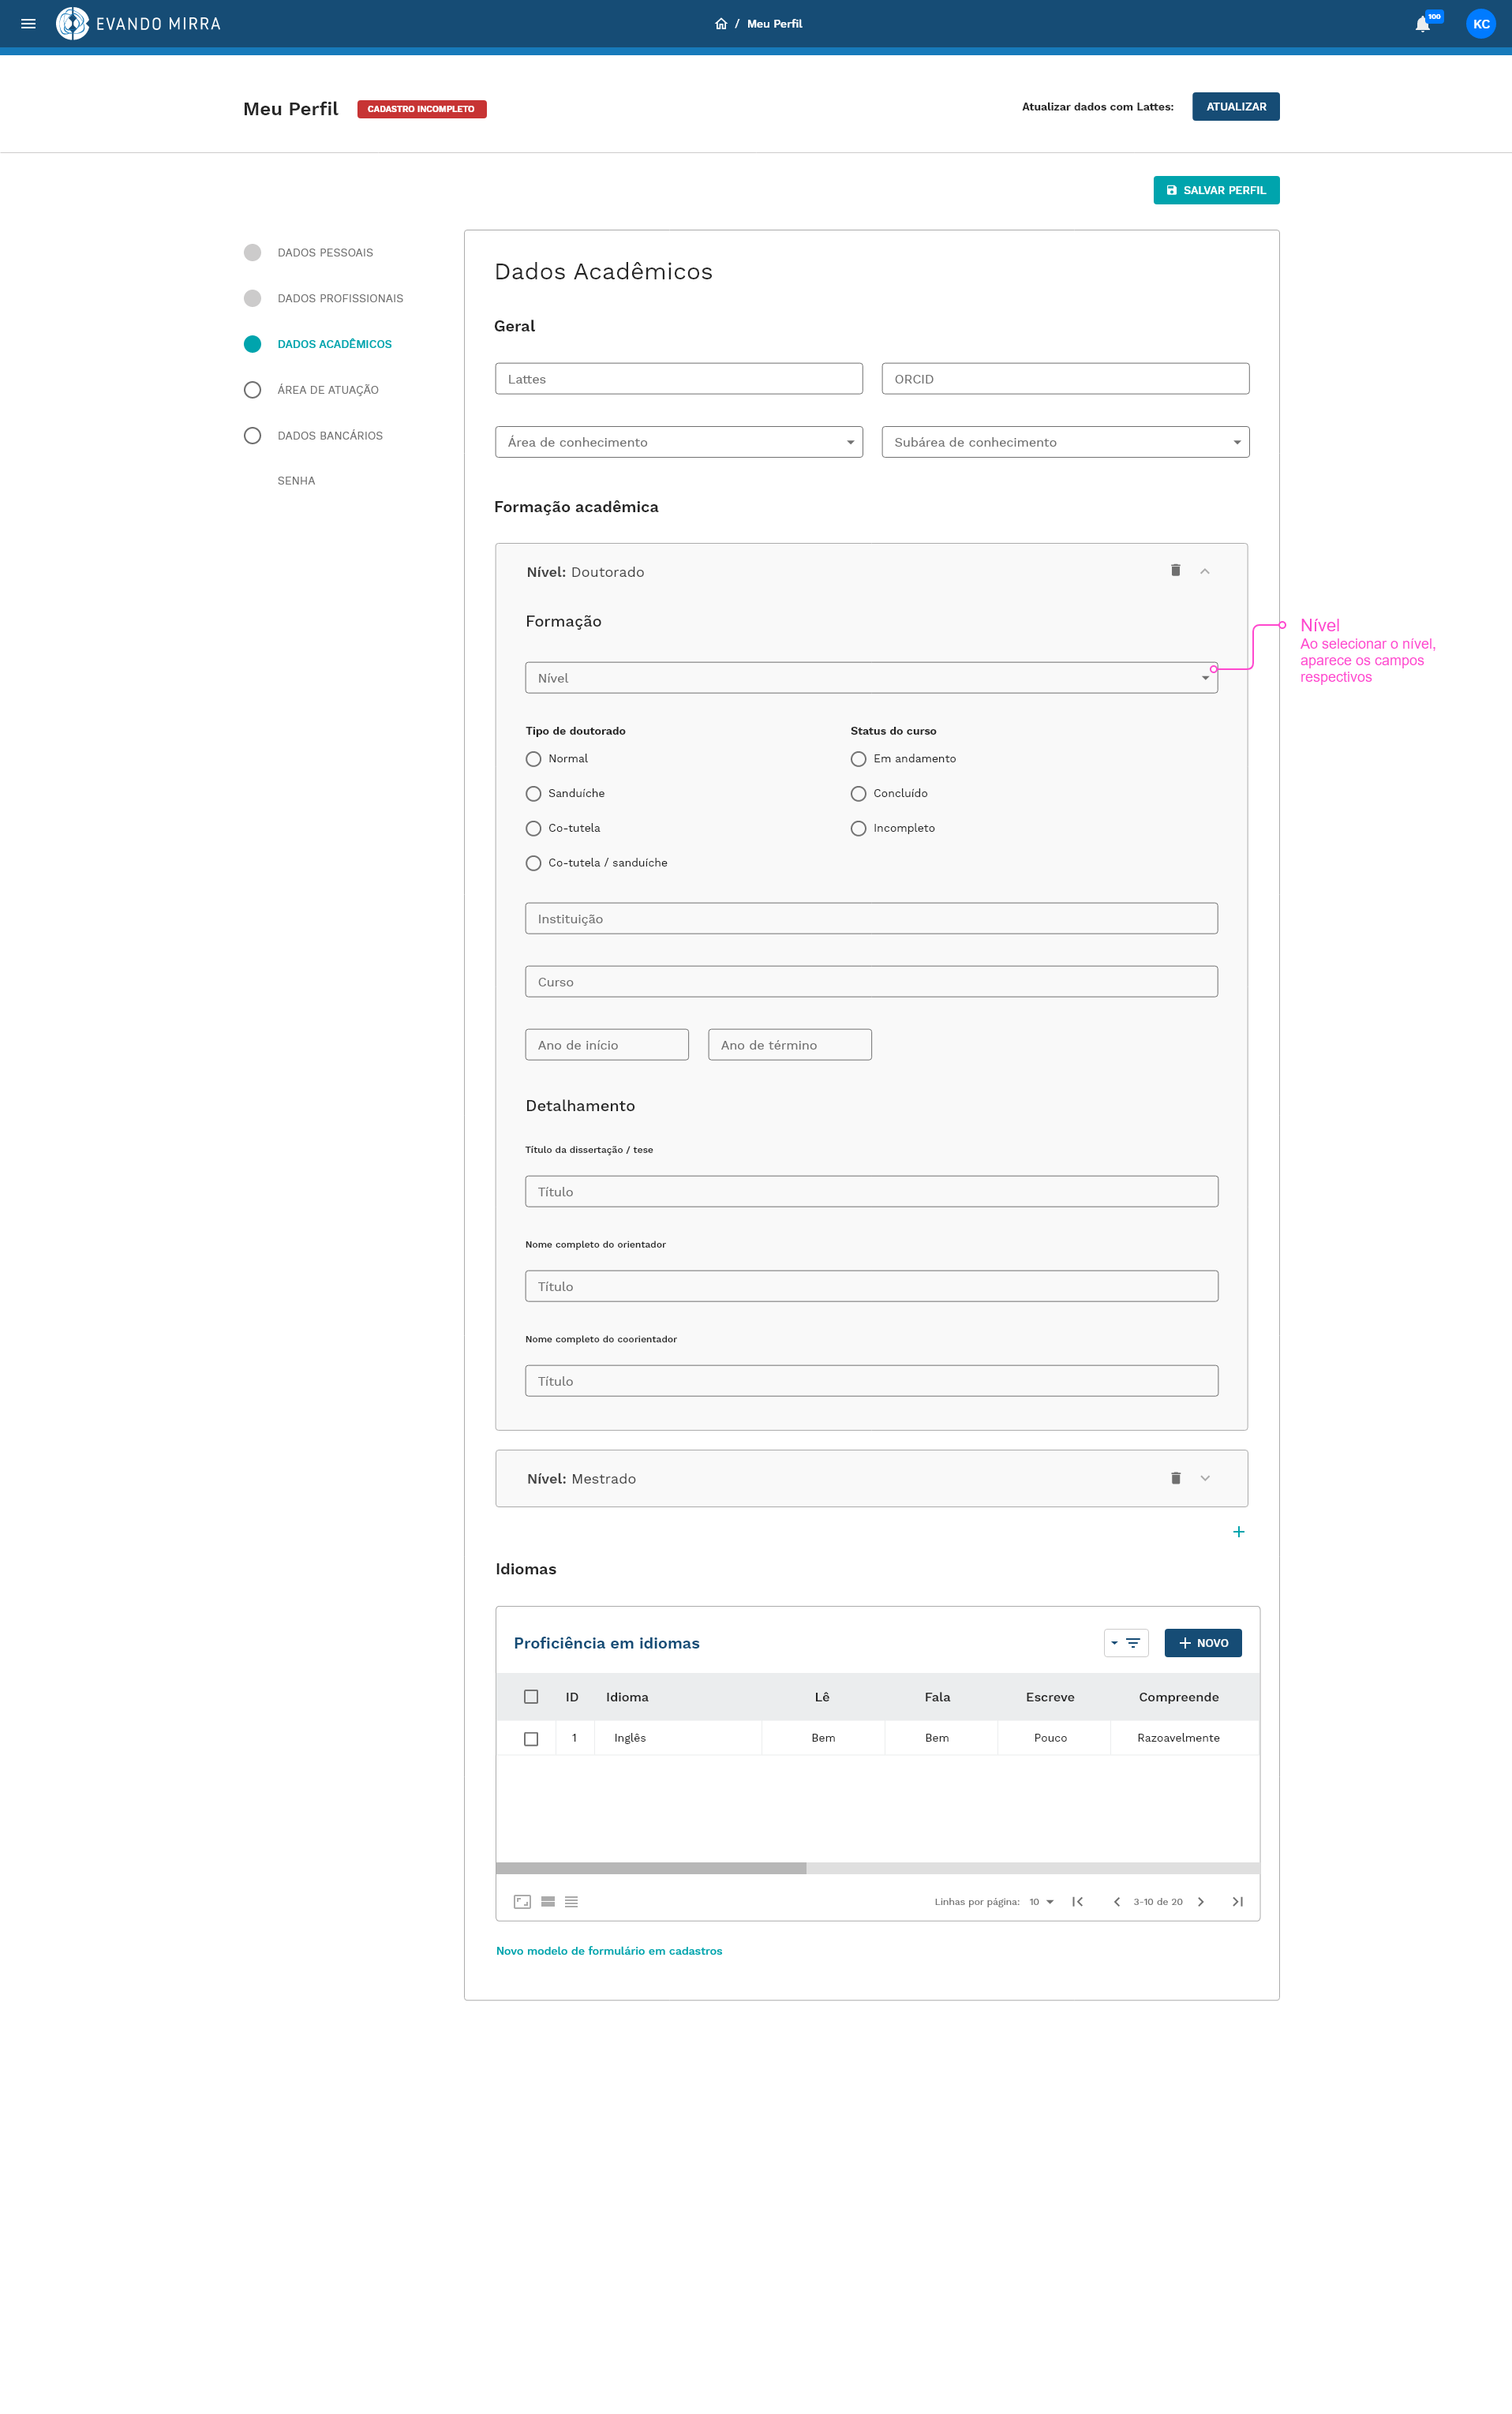 EVANDO MIRRA
/ Meu Perfil
100
KC
Meu Perfil
CADASTRO INCOMPLETO
Atualizar dados com Lattes:
ATUALIZAR
SALVAR PERFIL
DADOS PESSOAIS
DADOS PROFISSIONAIS
DADOS ACADÊMICOS
ÁREA DE ATUAÇÃO
DADOS BANCÁRIOS
SENHA
Dados Acadêmicos
Geral
Lattes
ORCID
Área de conhecimento
Subárea de conhecimento
Formação acadêmica
Nível: Doutorado
Formação
Nível
Nível
Ao selecionar o nível,
aparece os campos
respectivos
Tipo de doutorado
Normal
Sanduíche
Co-tutela
Co-tutela / sanduíche
Status do curso
Em andamento
Concluído
Incompleto
Instituição
Curso
Ano de início
Ano de término
Detalhamento
Título da dissertação / tese
Título
Nome completo do orientador
Título
Nome completo do coorientador
Título
Nível: Mestrado
Idiomas
Proficiência em idiomas
NOVO
ID Idioma Lê Fala Escreve Compreende
1 Inglês Bem Bem Pouco Razoavelmente
Linhas por página: 10
3-10 de 20
Novo modelo de formulário em cadastros